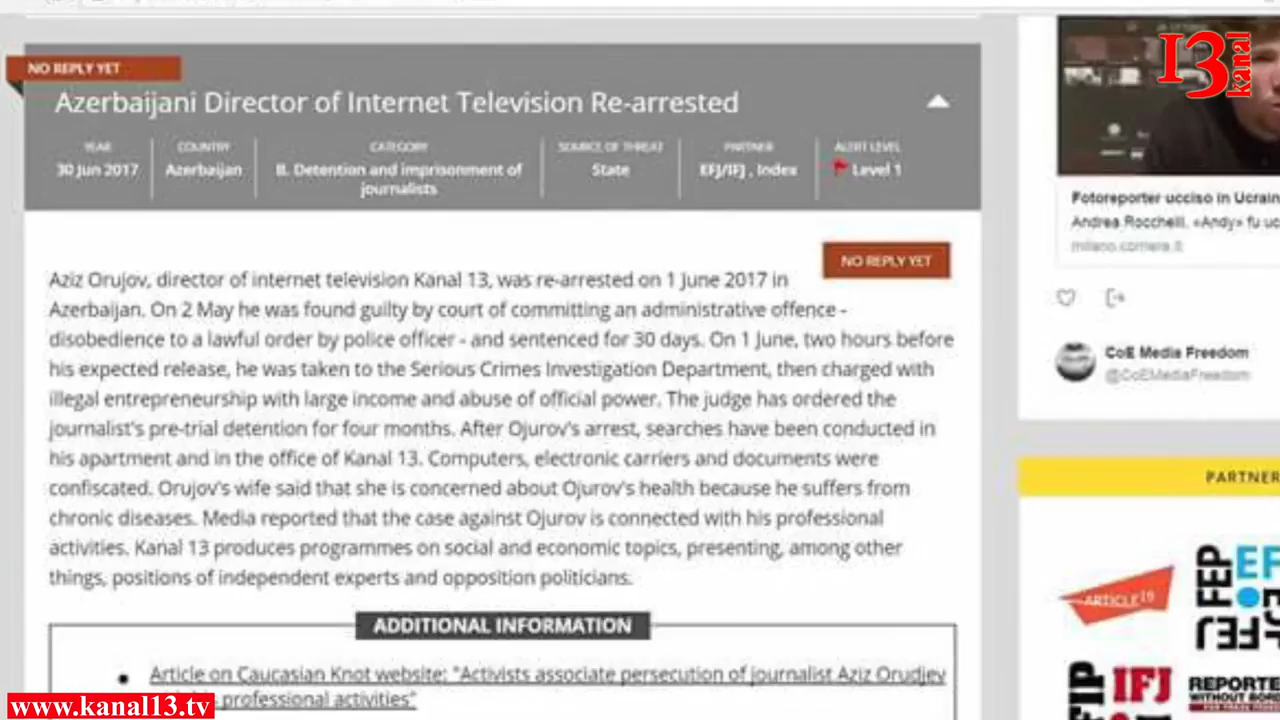 NO REPLY YET
Azerbaijani Director of Internet Television Re-arrested
YEAR
30 Jun 2017
COUNTRY
Azerbaijan
CATEGORY
B. Detention and imprisonment of
journalists
SOURCE OF THREAT
State
PARTNER
EFJ/IFJ , Index
ALERT LEVEL
Level 1
NO REPLY YET
Aziz Orujov, director of internet television Kanal 13, was re-arrested on 1 June 2017 in
Azerbaijan. On 2 May he was found guilty by court of committing an administrative offence -
disobedience to a lawful order by police officer - and sentenced for 30 days. On 1 June, two hours before
his expected release, he was taken to the Serious Crimes Investigation Department, then charged with
illegal entrepreneurship with large income and abuse of official power. The judge has ordered the
journalist's pre-trial detention for four months. After Ojurov's arrest, searches have been conducted in
his apartment and in the office of Kanal 13. Computers, electronic carriers and documents were
confiscated. Orujov's wife said that she is concerned about Ojurov's health because he suffers from
chronic diseases. Media reported that the case against Ojurov is connected with his professional
activities. Kanal 13 produces programmes on social and economic topics, presenting, among other
things, positions of independent experts and opposition politicians.
ADDITIONAL INFORMATION
Article on Caucasian Knot website: "Activists associate persecution of journalist Aziz Orudjev
professional activities"
www.kanal13.tv
13 kanal
Fotoreporter ucciso in Ucrain
Andrea Rocchelli, «Andy» fu uc
milano.corriere.it
CoE Media Freedom
@CoEMediaFreedom
PARTNER
ARTICLE 19
FEP
EF
IFJ
REPORTE
WITHOUT BORD